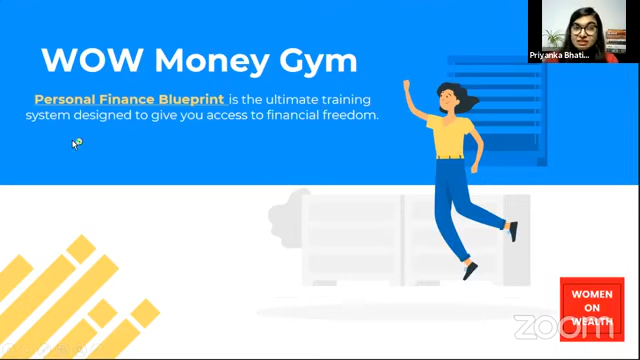 WOW Money Gym
Personal Finance Blueprint is the ultimate training
system designed to give you access to financial freedom.
Priyanka Bhati...
WOMEN
ON
WEALTH
zoom